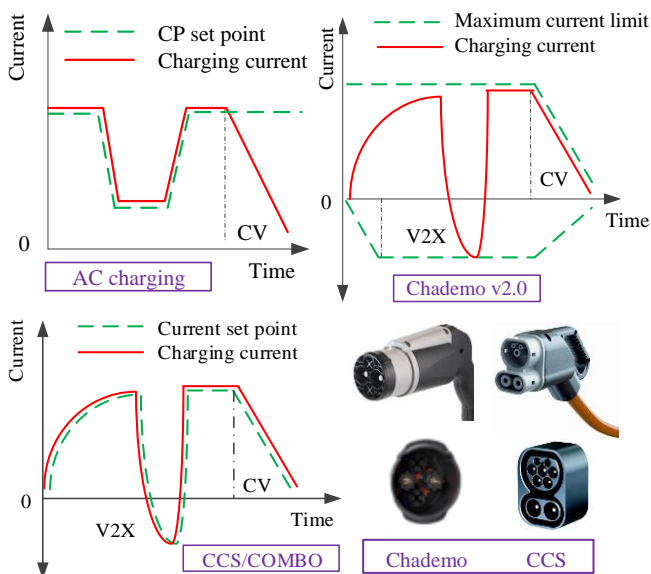 Current
CP set point
Charging current
0
CV
Time
AC charging
Current
Maximum current limit
Charging current
0
CV
Time
V2X
Chademo v2.0
Current
Current set point
Charging current
0
CV
Time
V2X
CCS/COMBO
Chademo CCS